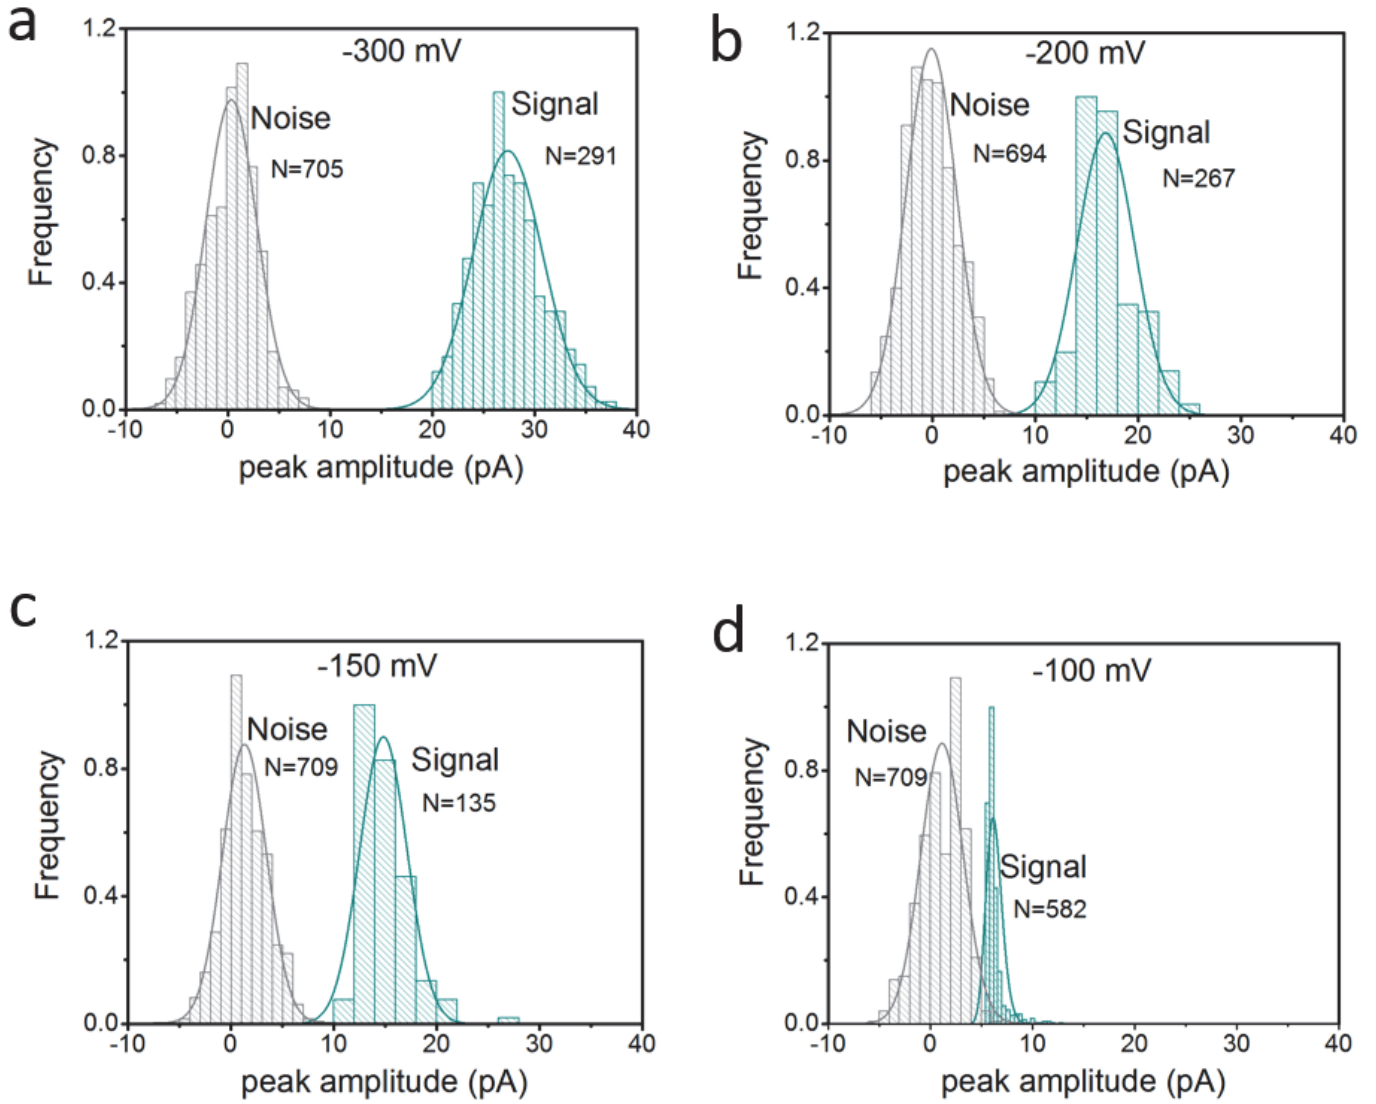 a
-300 mV
Noise
N=705
Signal
N=291
Frequency
1.2
0.8
0.4
0.0
-10 0 10 20 30 40
peak amplitude (pA)
b
-200 mV
Noise
N=694
Signal
N=267
Frequency
1.2
0.8
0.4
0.0
-10 0 10 20 30 40
peak amplitude (pA)
c
-150 mV
Noise
N=709
Signal
N=135
Frequency
1.2
0.8
0.4
0.0
-10 0 10 20 30 40
peak amplitude (pA)
d
-100 mV
Noise
N=709
Signal
N=582
Frequency
1.2
0.8
0.4
0.0
-10 0 10 20 30 40
peak amplitude (pA)